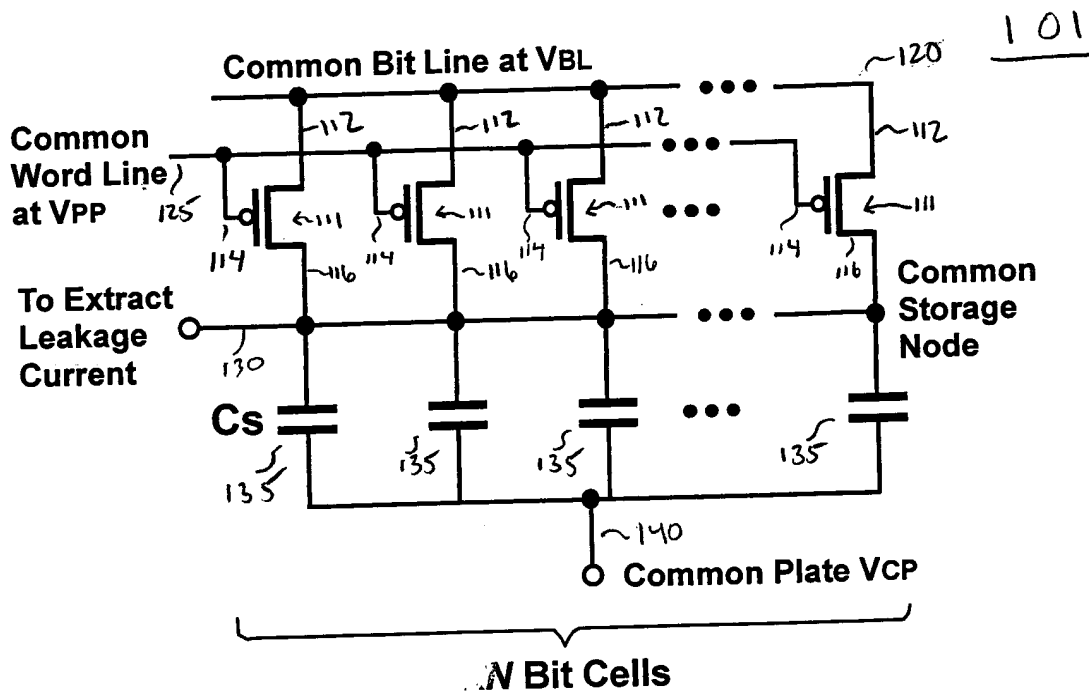 101
Common Bit Line at VBL
120
112 112 112 112
Common
Word Line
at VPP
125
111 111 111 111
114 114 114 114
116 116 116 116
To Extract
Leakage
Current
130
Common
Storage
Node
Cs
135 135 135 135
140
Common Plate VCP
N Bit Cells